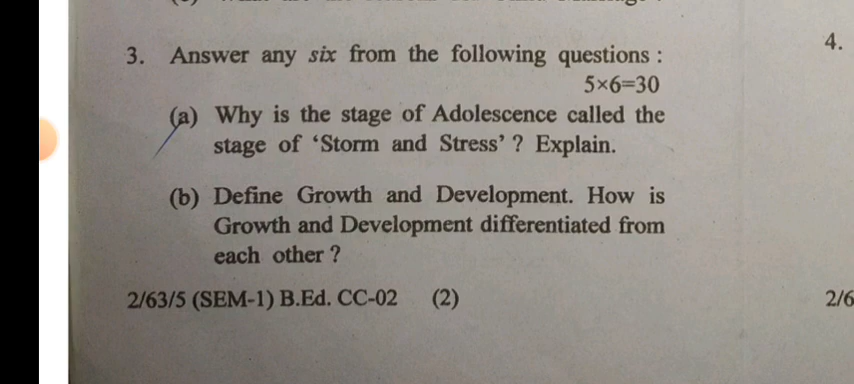 3. Answer any six from the following questions :
5×6=30
(a) Why is the stage of Adolescence called the
stage of ‘Storm and Stress’ ? Explain.
(b) Define Growth and Development. How is
Growth and Development differentiated from
each other ?
2/63/5 (SEM-1) B.Ed. CC-02 (2)
4.
2/6